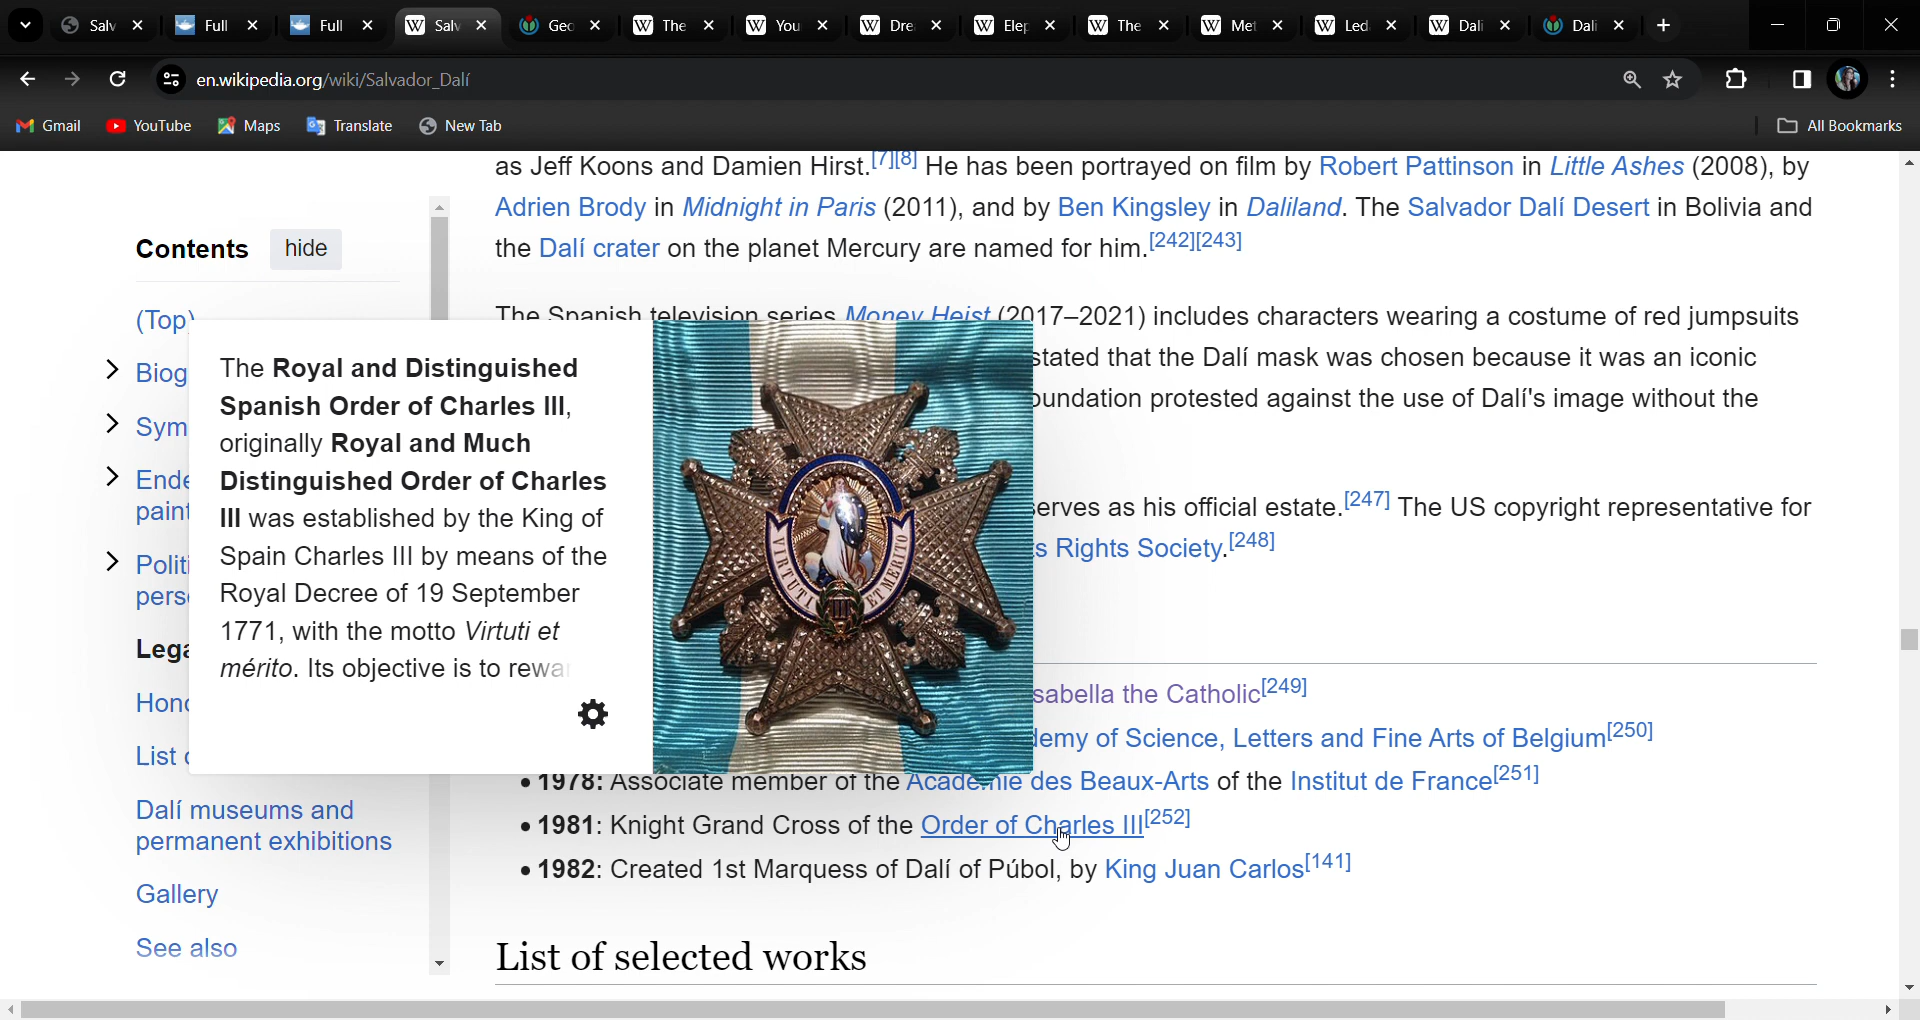 Salv
Full
Full
Salv
Geo
The
You
Dre
Elep
The
Met
Led
Dali
Dali
en.wikipedia.org/wiki/Salvador_Dalí
Gmail YouTube Maps Translate New Tab All Bookmarks
as Jeff Koons and Damien Hirst.[7][8] He has been portrayed on film by Robert Pattinson in Little Ashes (2008), by
Adrien Brody in Midnight in Paris (2011), and by Ben Kingsley in Daliland. The Salvador Dalí Desert in Bolivia and
the Dalí crater on the planet Mercury are named for him.[242][243]
The Spanish television series Money Heist (2017–2021) includes characters wearing a costume of red jumpsuits
stated that the Dalí mask was chosen because it was an iconic
oundation protested against the use of Dalí's image without the
erves as his official estate.[247] The US copyright representative for
s Rights Society.[248]
sabella the Catholic[249]
demy of Science, Letters and Fine Arts of Belgium[250]
• 1978: Associate member of the Académie des Beaux-Arts of the Institut de France[251]
• 1981: Knight Grand Cross of the Order of Charles III[252]
• 1982: Created 1st Marquess of Dalí of Púbol, by King Juan Carlos[141]
List of selected works
Contents hide
(Top)
Biog
Sym
Ende
paint
Politi
perso
Lega
Hono
List o
Dalí museums and
permanent exhibitions
Gallery
See also
The Royal and Distinguished
Spanish Order of Charles III,
originally Royal and Much
Distinguished Order of Charles
III was established by the King of
Spain Charles III by means of the
Royal Decree of 19 September
1771, with the motto Virtuti et
mérito. Its objective is to rewa
VIRTUTI ET MERITO
III